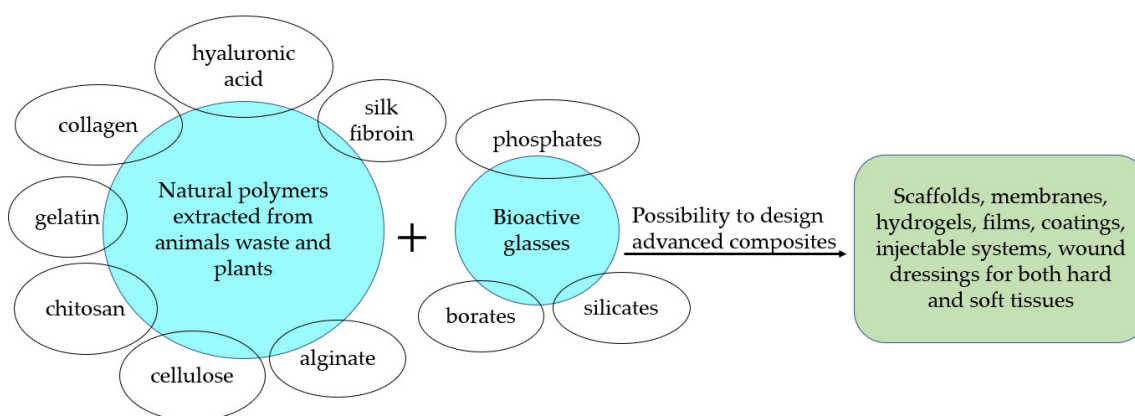 hyaluronic
acid
silk
fibroin
collagen
gelatin
chitosan
cellulose
alginate
Natural polymers
extracted from
animals waste and
plants
+
phosphates
Bioactive
glasses
borates
silicates
Possibility to design
advanced composites
Scaffolds, membranes,
hydrogels, films, coatings,
injectable systems, wound
dressings for both hard
and soft tissues